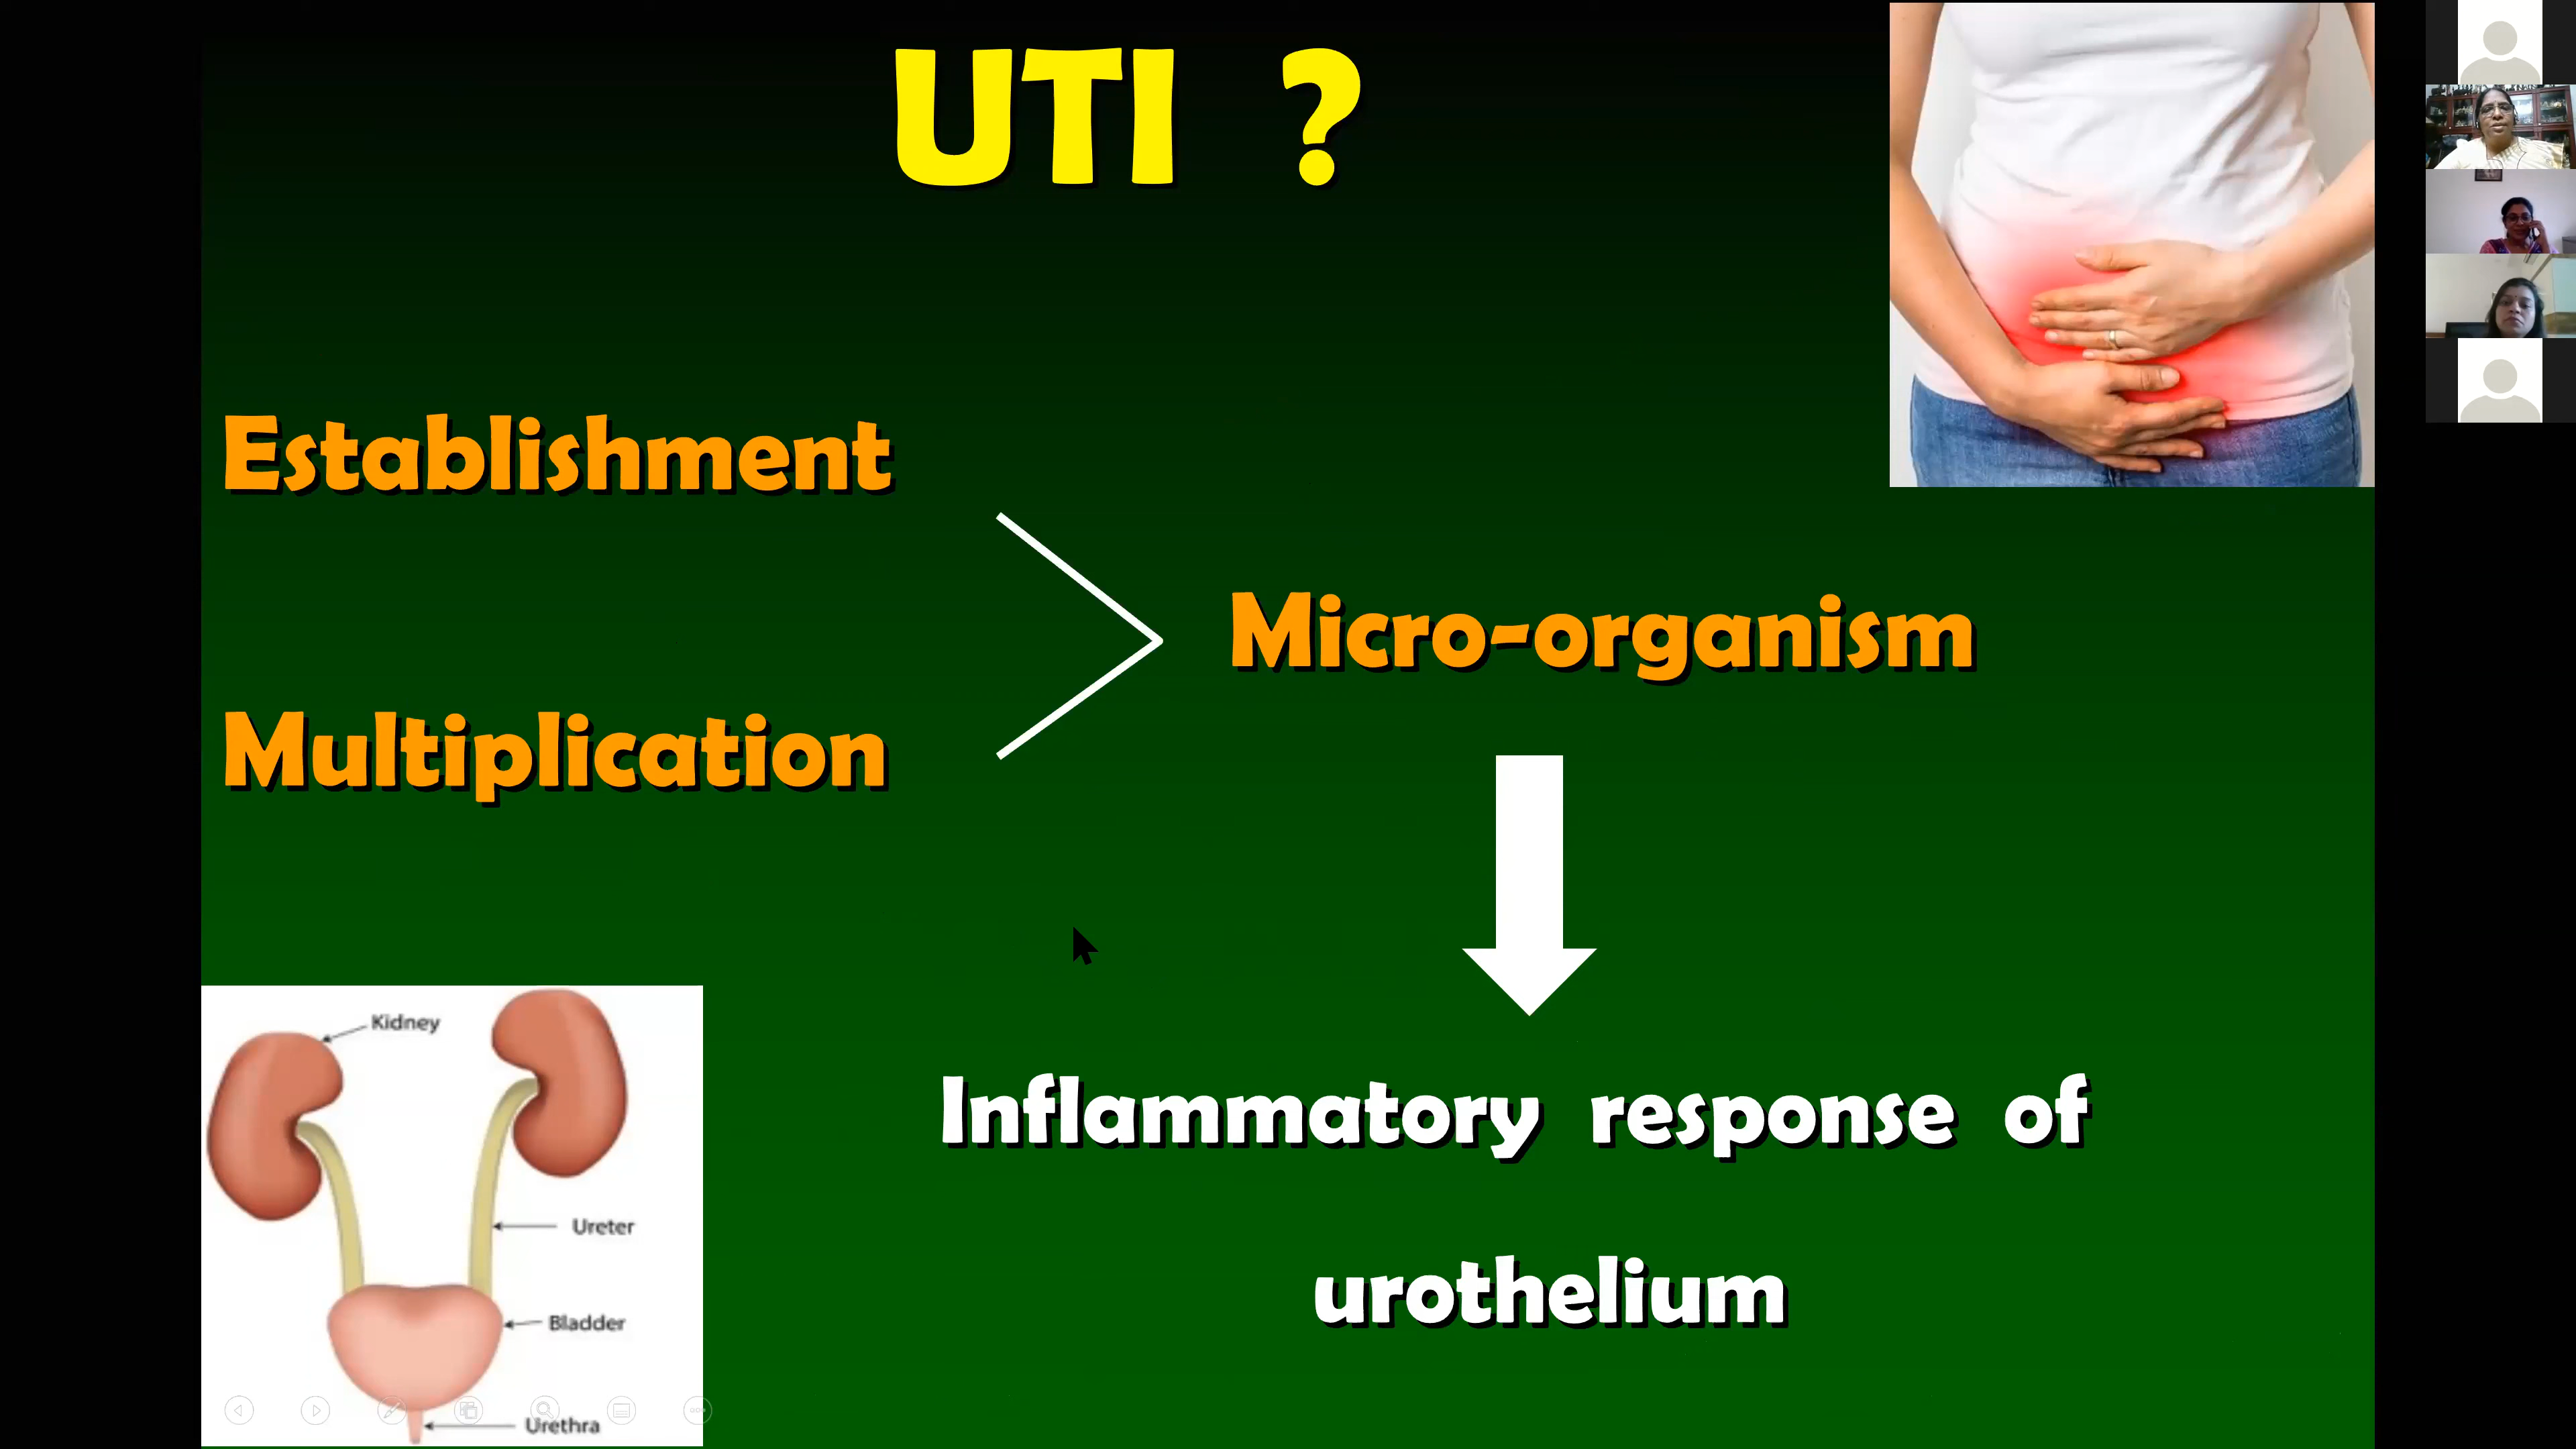 UTI ?
Establishment
Multiplication
Micro-organism
Inflammatory response of
urothelium
Kidney
Ureter
Bladder
Urethra